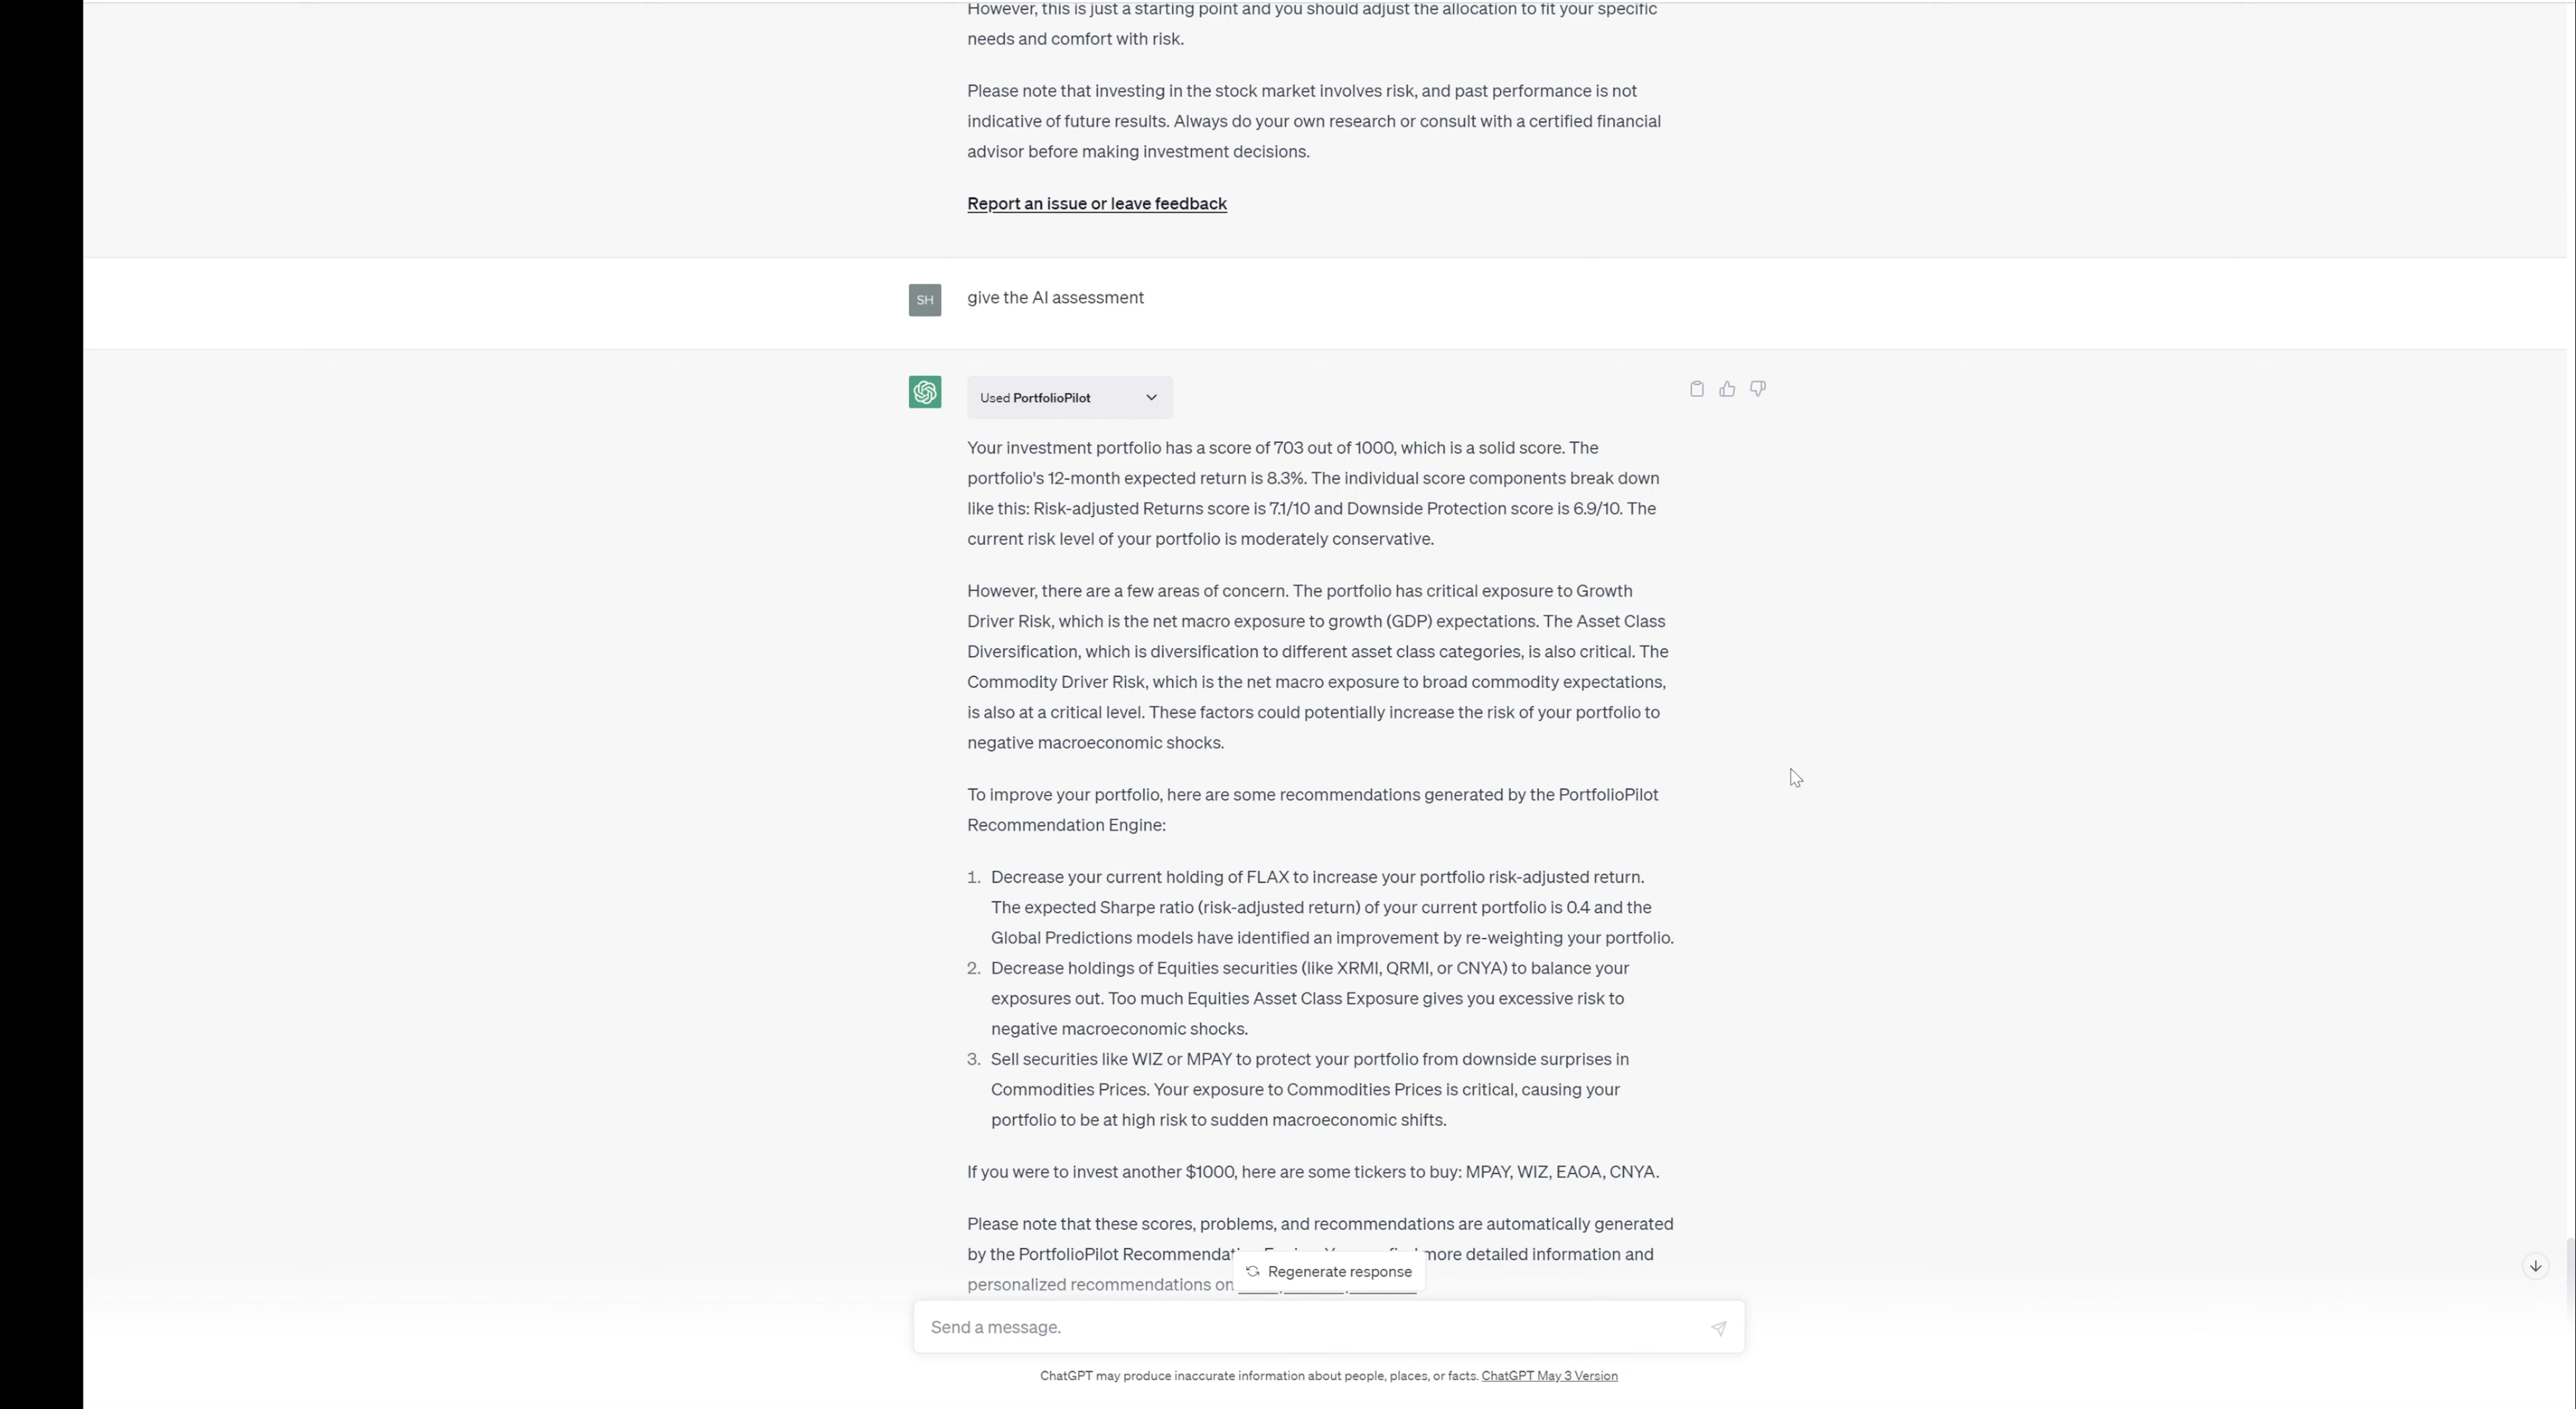 However, this is just a starting point and you should adjust the allocation to fit your specific
needs and comfort with risk.
Please note that investing in the stock market involves risk, and past performance is not
indicative of future results. Always do your own research or consult with a certified financial
advisor before making investment decisions.
Report an issue or leave feedback
SH
give the AI assessment
Used PortfolioPilot
Your investment portfolio has a score of 703 out of 1000, which is a solid score. The
portfolio's 12-month expected return is 8.3%. The individual score components break down
like this: Risk-adjusted Returns score is 7.1/10 and Downside Protection score is 6.9/10. The
current risk level of your portfolio is moderately conservative.
However, there are a few areas of concern. The portfolio has critical exposure to Growth
Driver Risk, which is the net macro exposure to growth (GDP) expectations. The Asset Class
Diversification, which is diversification to different asset class categories, is also critical. The
Commodity Driver Risk, which is the net macro exposure to broad commodity expectations,
is also at a critical level. These factors could potentially increase the risk of your portfolio to
negative macroeconomic shocks.
To improve your portfolio, here are some recommendations generated by the PortfolioPilot
Recommendation Engine:
1. Decrease your current holding of FLAX to increase your portfolio risk-adjusted return.
The expected Sharpe ratio (risk-adjusted return) of your current portfolio is 0.4 and the
Global Predictions models have identified an improvement by re-weighting your portfolio.
2. Decrease holdings of Equities securities (like XRMI, QRMI, or CNYA) to balance your
exposures out. Too much Equities Asset Class Exposure gives you excessive risk to
negative macroeconomic shocks.
3. Sell securities like WIZ or MPAY to protect your portfolio from downside surprises in
Commodities Prices. Your exposure to Commodities Prices is critical, causing your
portfolio to be at high risk to sudden macroeconomic shifts.
If you were to invest another $1000, here are some tickers to buy: MPAY, WIZ, EAOA, CNYA.
Please note that these scores, problems, and recommendations are automatically generated
by the PortfolioPilot more detailed information and
personalized recommendations on
Regenerate response
Send a message.
ChatGPT may produce inaccurate information about people, places, or facts. ChatGPT May 3 Version